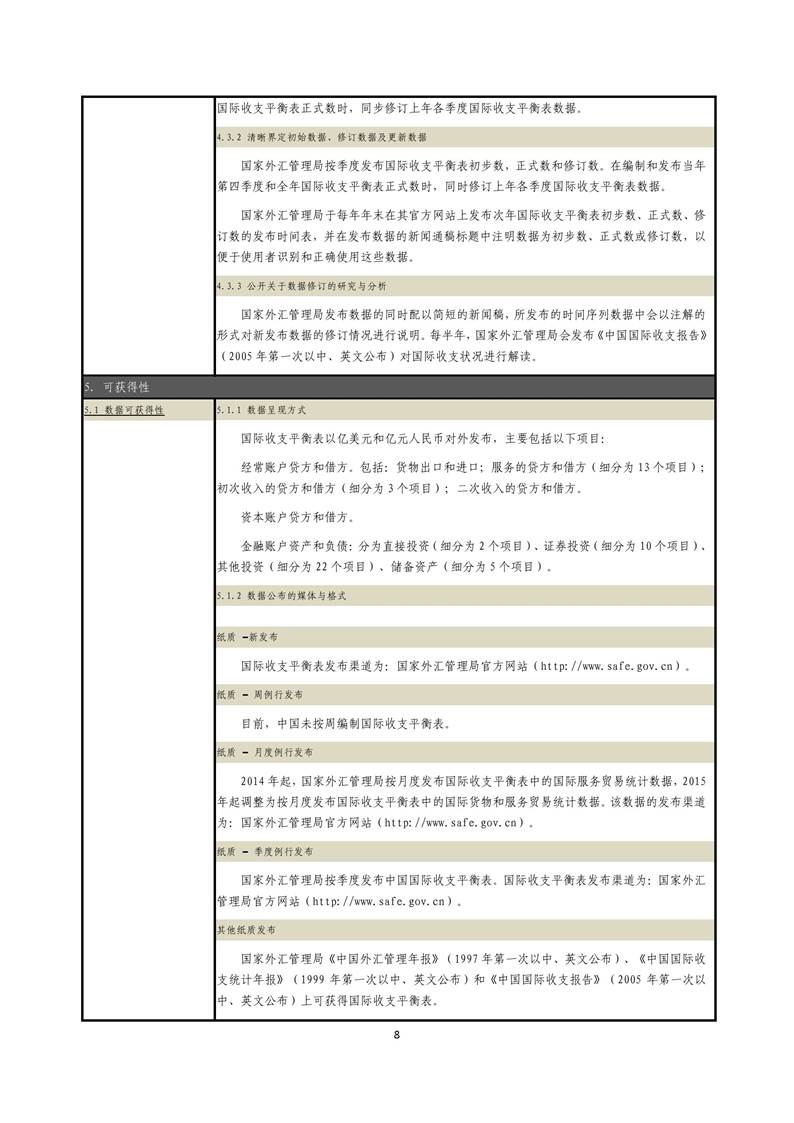 国际收支平衡表正式数时，同步修订上年各季度国际收支平衡表数据。
4.3.2 清晰界定初始数据、修订数据及更新数据
国家外汇管理局按季度发布国际收支平衡表初步数，正式数和修订数。在编制和发布当年
第四季度和全年国际收支平衡表正式数时，同时修订上年各季度国际收支平衡表数据。
国家外汇管理局于每年年末在其官方网站上发布次年国际收支平衡表初步数、正式数、修
订数的发布时间表，并在发布数据的新闻通稿标题中注明数据为初步数、正式数或修订数，以
便于使用者识别和正确使用这些数据。
4.3.3 公开关于数据修订的研究与分析
国家外汇管理局发布数据的同时配以简短的新闻稿，所发布的时间序列数据中会以注解的
形式对新发布数据的修订情况进行说明。每半年，国家外汇管理局会发布《中国国际收支报告》
（2005 年第一次以中、英文公布）对国际收支状况进行解读。
5. 可获得性
5.1 数据可获得性
5.1.1 数据呈现方式
国际收支平衡表以亿美元和亿元人民币对外发布，主要包括以下项目：
经常账户贷方和借方。包括：货物出口和进口；服务的贷方和借方（细分为 13 个项目）；
初次收入的贷方和借方（细分为 3 个项目）；二次收入的贷方和借方。
资本账户贷方和借方。
金融账户资产和负债：分为直接投资（细分为 2 个项目）、证券投资（细分为 10 个项目）、
其他投资（细分为 22 个项目）、储备资产（细分为 5 个项目）。
5.1.2 数据公布的媒体与格式
纸质 –新发布
国际收支平衡表发布渠道为：国家外汇管理局官方网站（http://www.safe.gov.cn）。
纸质 – 周例行发布
目前，中国未按周编制国际收支平衡表。
纸质 – 月度例行发布
2014 年起，国家外汇管理局按月度发布国际收支平衡表中的国际服务贸易统计数据，2015
年起调整为按月度发布国际收支平衡表中的国际货物和服务贸易统计数据。该数据的发布渠道
为：国家外汇管理局官方网站（http://www.safe.gov.cn）。
纸质 – 季度例行发布
国家外汇管理局按季度发布中国国际收支平衡表。国际收支平衡表发布渠道为：国家外汇
管理局官方网站（http://www.safe.gov.cn）。
其他纸质发布
国家外汇管理局《中国外汇管理年报》（1997 年第一次以中、英文公布）、《中国国际收
支统计年报》（1999 年第一次以中、英文公布）和《中国国际收支报告》（2005 年第一次以
中、英文公布）上可获得国际收支平衡表。
8